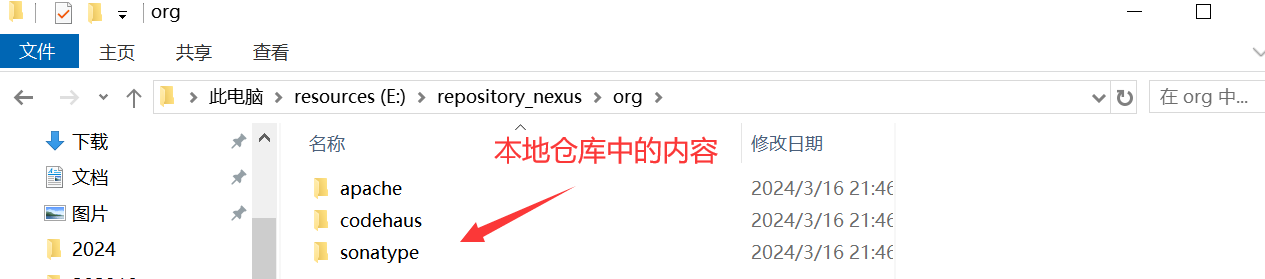 org
文件 主页 共享 查看
此电脑 resources (E:) repository_nexus org 在 org 中...
下载
文档
图片
2024
名称 修改日期
本地仓库中的内容
apache 2024/3/16 21:46
codehaus 2024/3/16 21:46
sonatype 2024/3/16 21:46